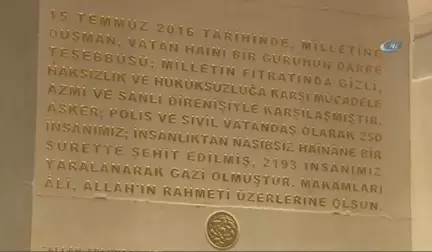 15 TEMMUZ 2016 TARİHİNDE, MİLLETİNE
DÜŞMAN, VATAN HAİNİ BİR GURUHUN DARBE
TEŞEBBÜSÜ; MİLLETİN FITRATINDA GİZLİ,
HAKSIZLIK VE HUKUKSUZLUĞA KARŞI MÜCADELE
AZMİ VE ŞANLI DİRENİŞİYLE KARŞILAŞMIŞTIR.
ASKER, POLİS VE SİVİL VATANDAŞ OLARAK 250
İNSANIMIZ; İNSANLIKTAN NASİBSİZ HAİNANE BİR
SURETTE ŞEHİT EDİLMİŞ, 2193 İNSANIMIZ
YARALANARAK GAZİ OLMUŞTUR. MAKAMLARI
ÂLİ, ALLAH'IN RAHMETİ ÜZERLERİNE OLSUN.